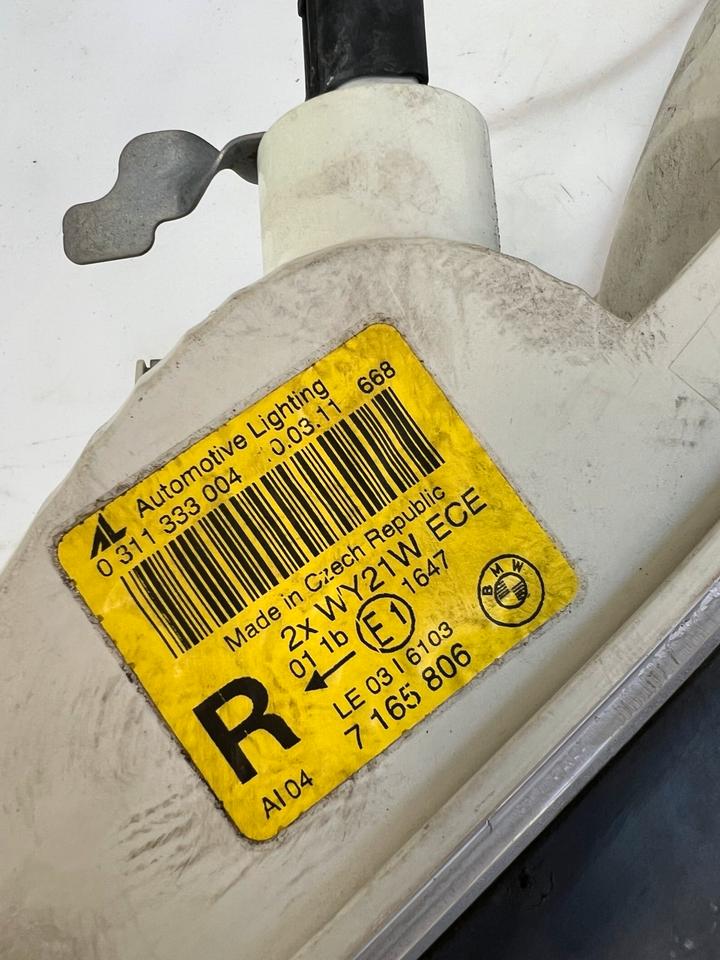 AL Automotive Lighting
0 311 333 004 0.03.11 668
Made in Czech Republic
2x WY21W ECE
01 1b E1 1647
LE 03 I 6103
R 7 165 806
AI 04
BMW